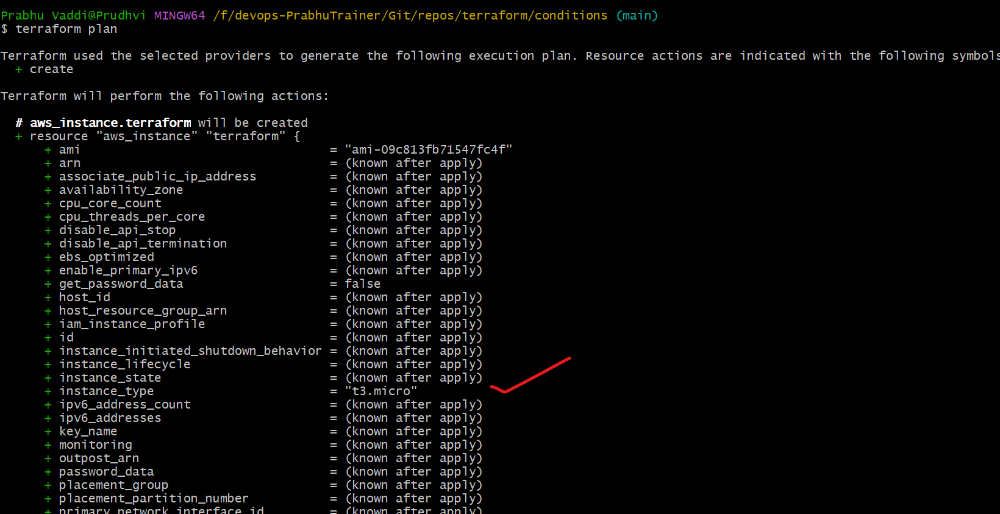 Prabhu Vaddi@Prudhvi MINGW64 /f/devops-PrabhuTrainer/Git/repos/terraform/conditions (main)
$ terraform plan
Terraform used the selected providers to generate the following execution plan. Resource actions are indicated with the following symbols
+ create
Terraform will perform the following actions:
# aws_instance.terraform will be created
+ resource "aws_instance" "terraform" {
+ ami = "ami-09c813fb71547fc4f"
+ arn = (known after apply)
+ associate_public_ip_address = (known after apply)
+ availability_zone = (known after apply)
+ cpu_core_count = (known after apply)
+ cpu_threads_per_core = (known after apply)
+ disable_api_stop = (known after apply)
+ disable_api_termination = (known after apply)
+ ebs_optimized = (known after apply)
+ enable_primary_ipv6 = (known after apply)
+ get_password_data = false
+ host_id = (known after apply)
+ host_resource_group_arn = (known after apply)
+ iam_instance_profile = (known after apply)
+ id = (known after apply)
+ instance_initiated_shutdown_behavior = (known after apply)
+ instance_lifecycle = (known after apply)
+ instance_state = (known after apply)
+ instance_type = "t3.micro"
+ ipv6_address_count = (known after apply)
+ ipv6_addresses = (known after apply)
+ key_name = (known after apply)
+ monitoring = (known after apply)
+ outpost_arn = (known after apply)
+ password_data = (known after apply)
+ placement_group = (known after apply)
+ placement_partition_number = (known after apply)
+ primary_network_interface_id = (known after apply)